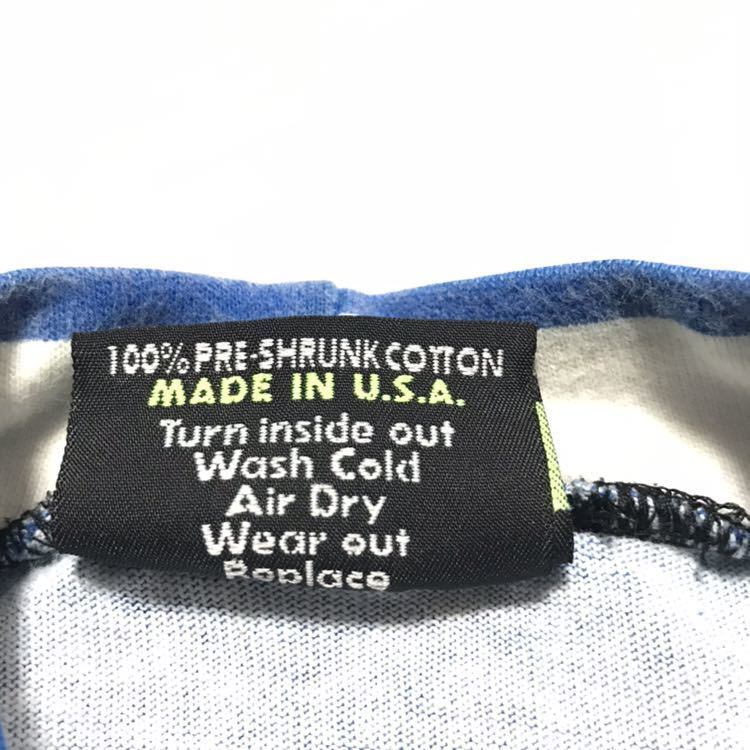 100% PRE-SHRUNK COTTON
MADE IN U.S.A.
Turn inside out
Wash Cold
Air Dry
Wear out
Replace